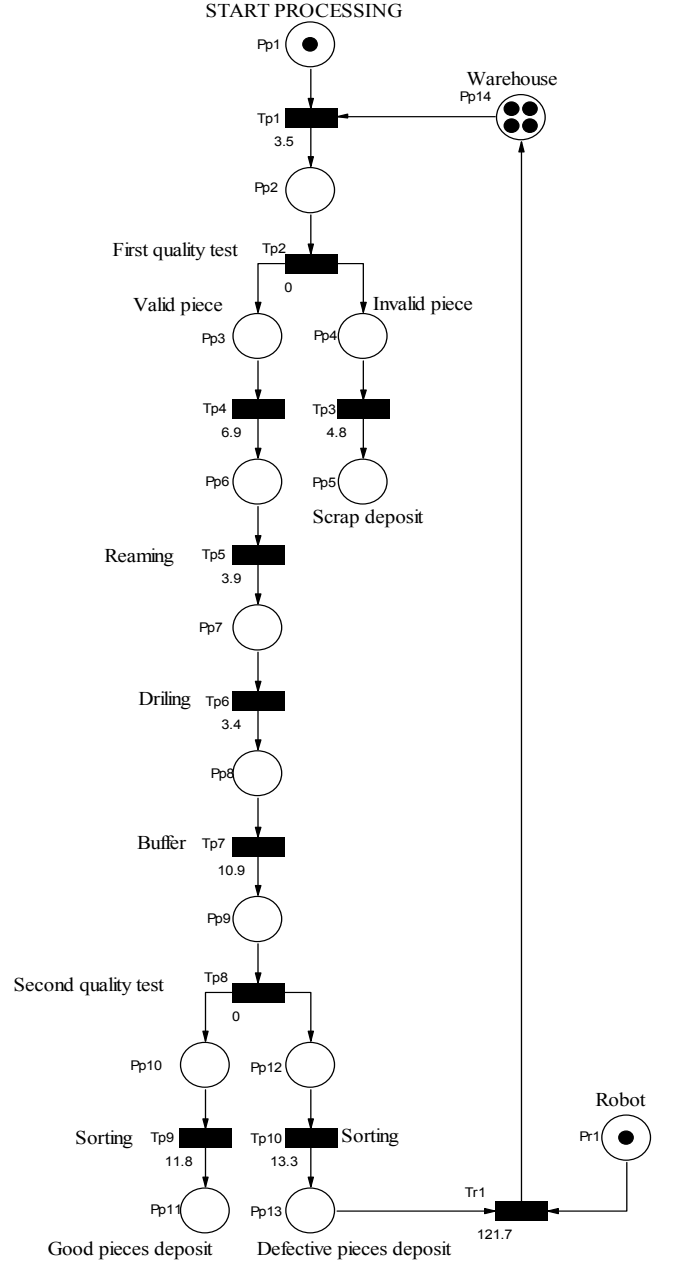 START PROCESSING
Pp1
Warehouse
Pp14
Tp1
3.5
Pp2
First quality test
Tp2
0
Valid piece
Invalid piece
Pp3
Pp4
Tp4
Tp3
6.9
4.8
Pp6
Pp5
Scrap deposit
Reaming
Tp5
3.9
Pp7
Driling
Tp6
3.4
Pp8
Buffer
Tp7
10.9
Pp9
Second quality test
Tp8
0
Pp10
Pp12
Robot
Sorting
Tp9
Tp10
Sorting
Pr1
11.8
13.3
Tr1
Pp11
Pp13
121.7
Good pieces deposit
Defective pieces deposit